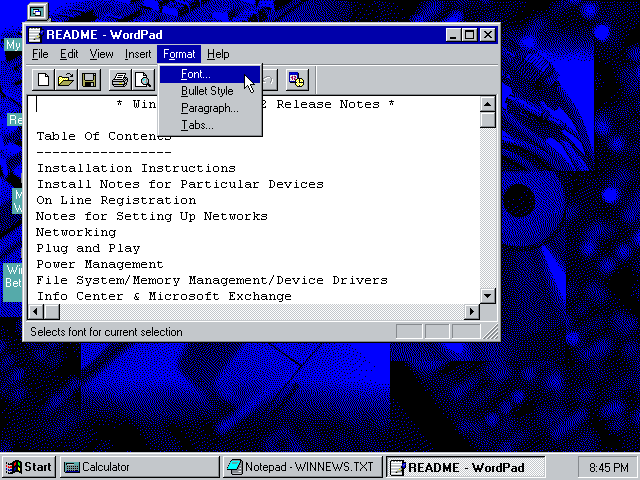 README - WordPad
File Edit View Insert Format Help
Font...
Bullet Style
Paragraph...
Tabs...
* Win 2 Release Notes *
Table Of Contents
-----------------
Installation Instructions
Install Notes for Particular Devices
On Line Registration
Notes for Setting Up Networks
Networking
Plug and Play
Power Management
File System/Memory Management/Device Drivers
Info Center & Microsoft Exchange
Selects font for current selection
My
Re
M
W
Win
Bet
Start
Calculator
Notepad - WINNEWS.TXT
README - WordPad
8:45 PM